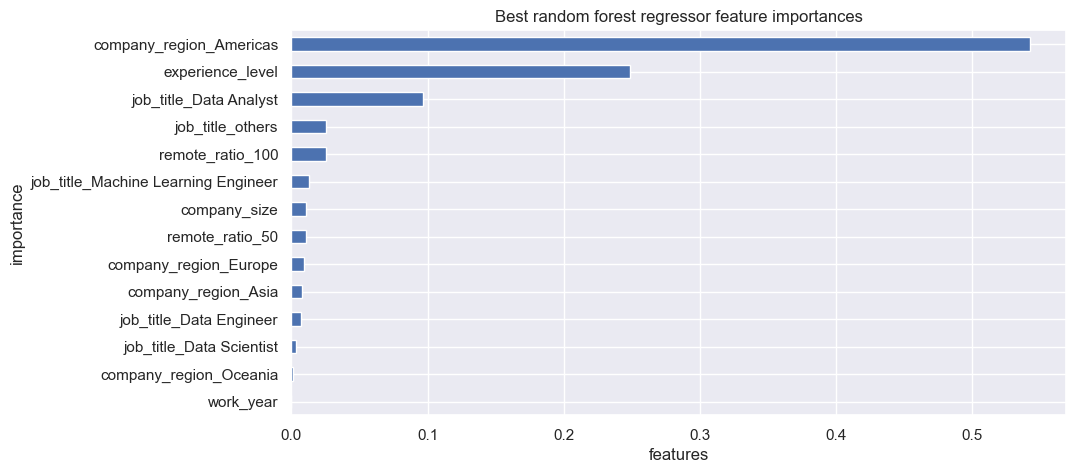 Best random forest regressor feature importances
importance
company_region_Americas
experience_level
job_title_Data Analyst
job_title_others
remote_ratio_100
job_title_Machine Learning Engineer
company_size
remote_ratio_50
company_region_Europe
company_region_Asia
job_title_Data Engineer
job_title_Data Scientist
company_region_Oceania
work_year
0.0 0.1 0.2 0.3 0.4 0.5
features